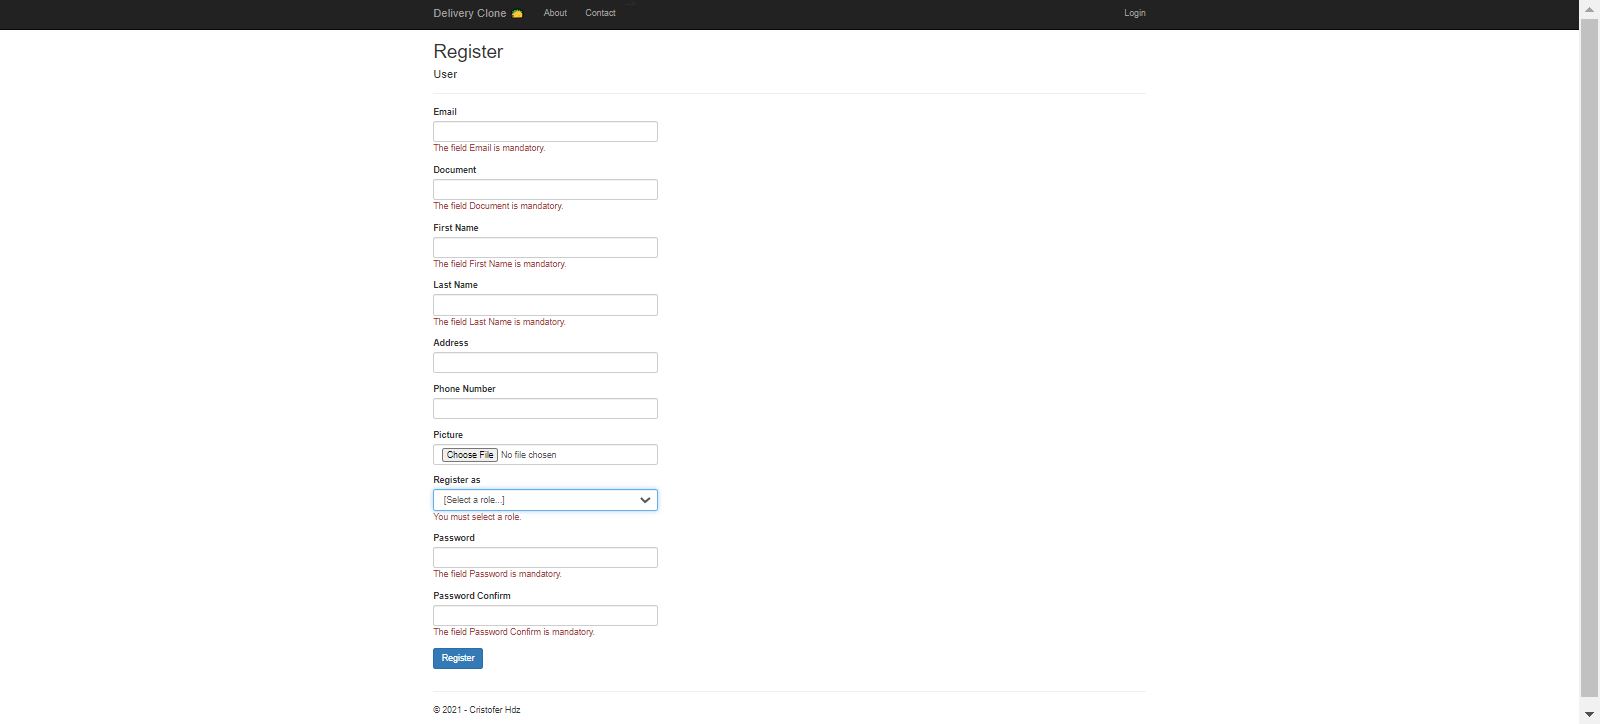 Delivery Clone 🌮 About Contact Login
Register
User
Email
The field Email is mandatory.
Document
The field Document is mandatory.
First Name
The field First Name is mandatory.
Last Name
The field Last Name is mandatory.
Address
Phone Number
Picture
Choose File No file chosen
Register as
[Select a role...]
You must select a role.
Password
The field Password is mandatory.
Password Confirm
The field Password Confirm is mandatory.
Register
© 2021 - Cristofer Hdz